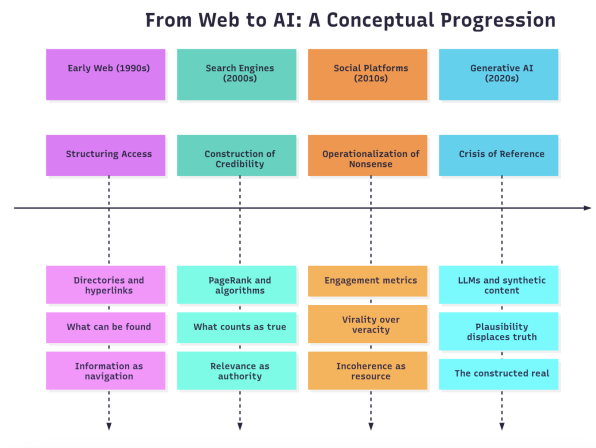 From Web to AI: A Conceptual Progression
Early Web (1990s)
Search Engines
(2000s)
Social Platforms
(2010s)
Generative AI
(2020s)
Structuring Access
Construction of
Credibility
Operationalization of
Nonsense
Crisis of Reference
Directories and
hyperlinks
What can be found
Information as
navigation
PageRank and
algorithms
What counts as true
Relevance as
authority
Engagement metrics
Virality over
veracity
Incoherence as
resource
LLMs and synthetic
content
Plausibility
displaces truth
The constructed real